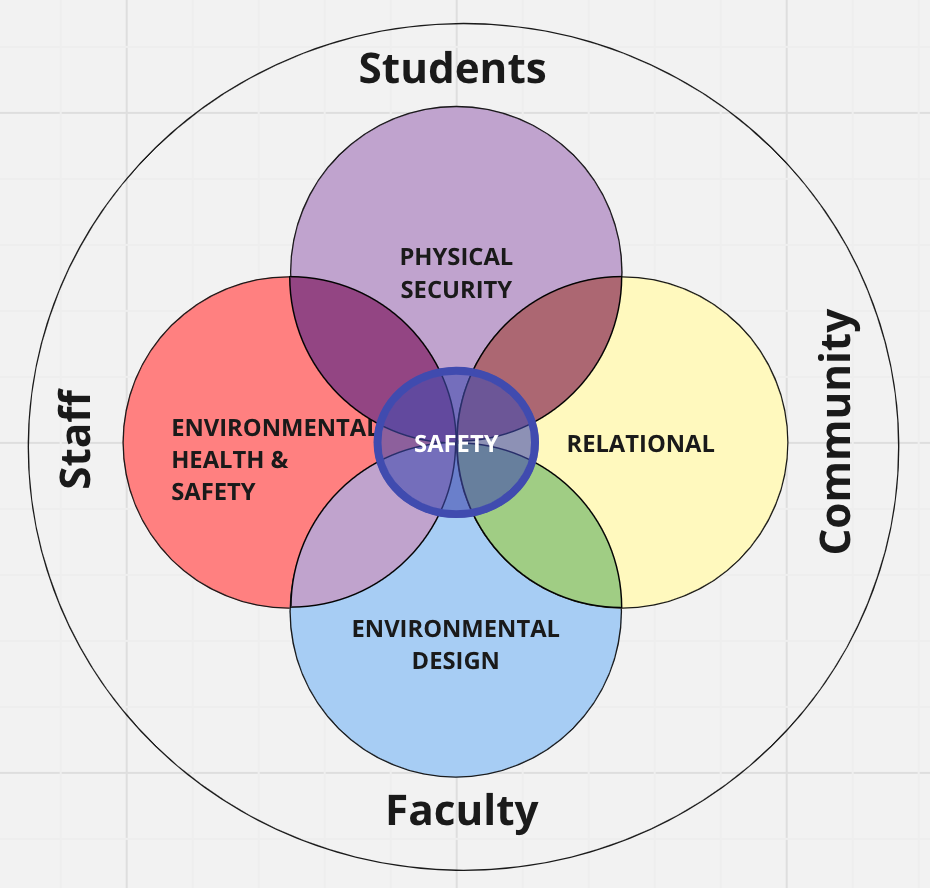 Students
PHYSICAL
SECURITY
Staff
ENVIRONMENTAL
HEALTH &
SAFETY
SAFETY
RELATIONAL
Community
ENVIRONMENTAL
DESIGN
Faculty